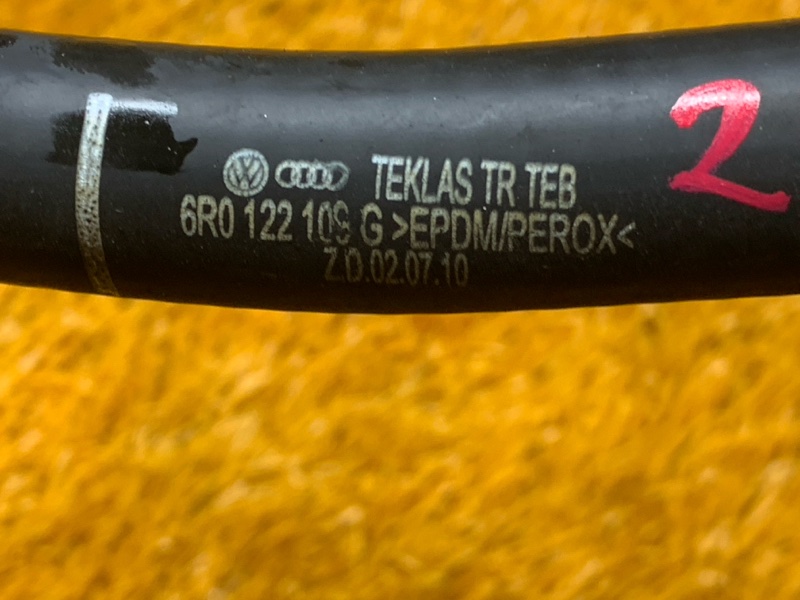 TEKLAS TR TEB
6R0 122 109 G >EPDM/PEROX<
Z.D.02.07.10
2